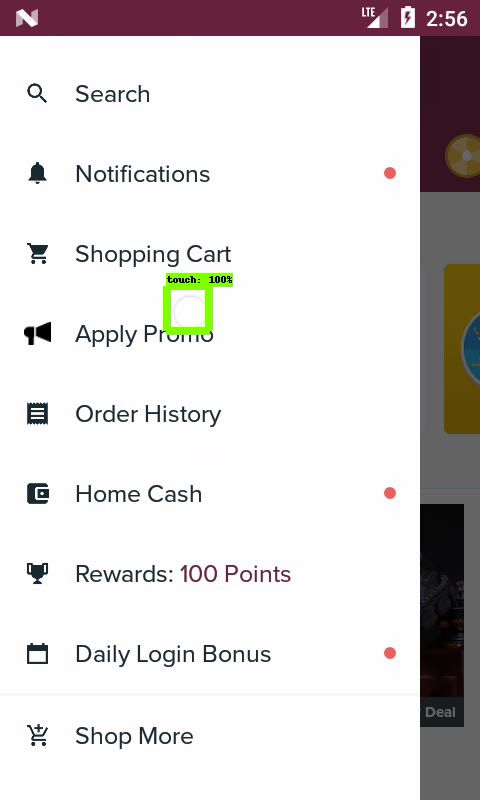 LTE 2:56
Search
Notifications
Shopping Cart
touch: 100%
Apply Promo
Order History
Home Cash
Rewards: 100 Points
Daily Login Bonus
Deal
Shop More